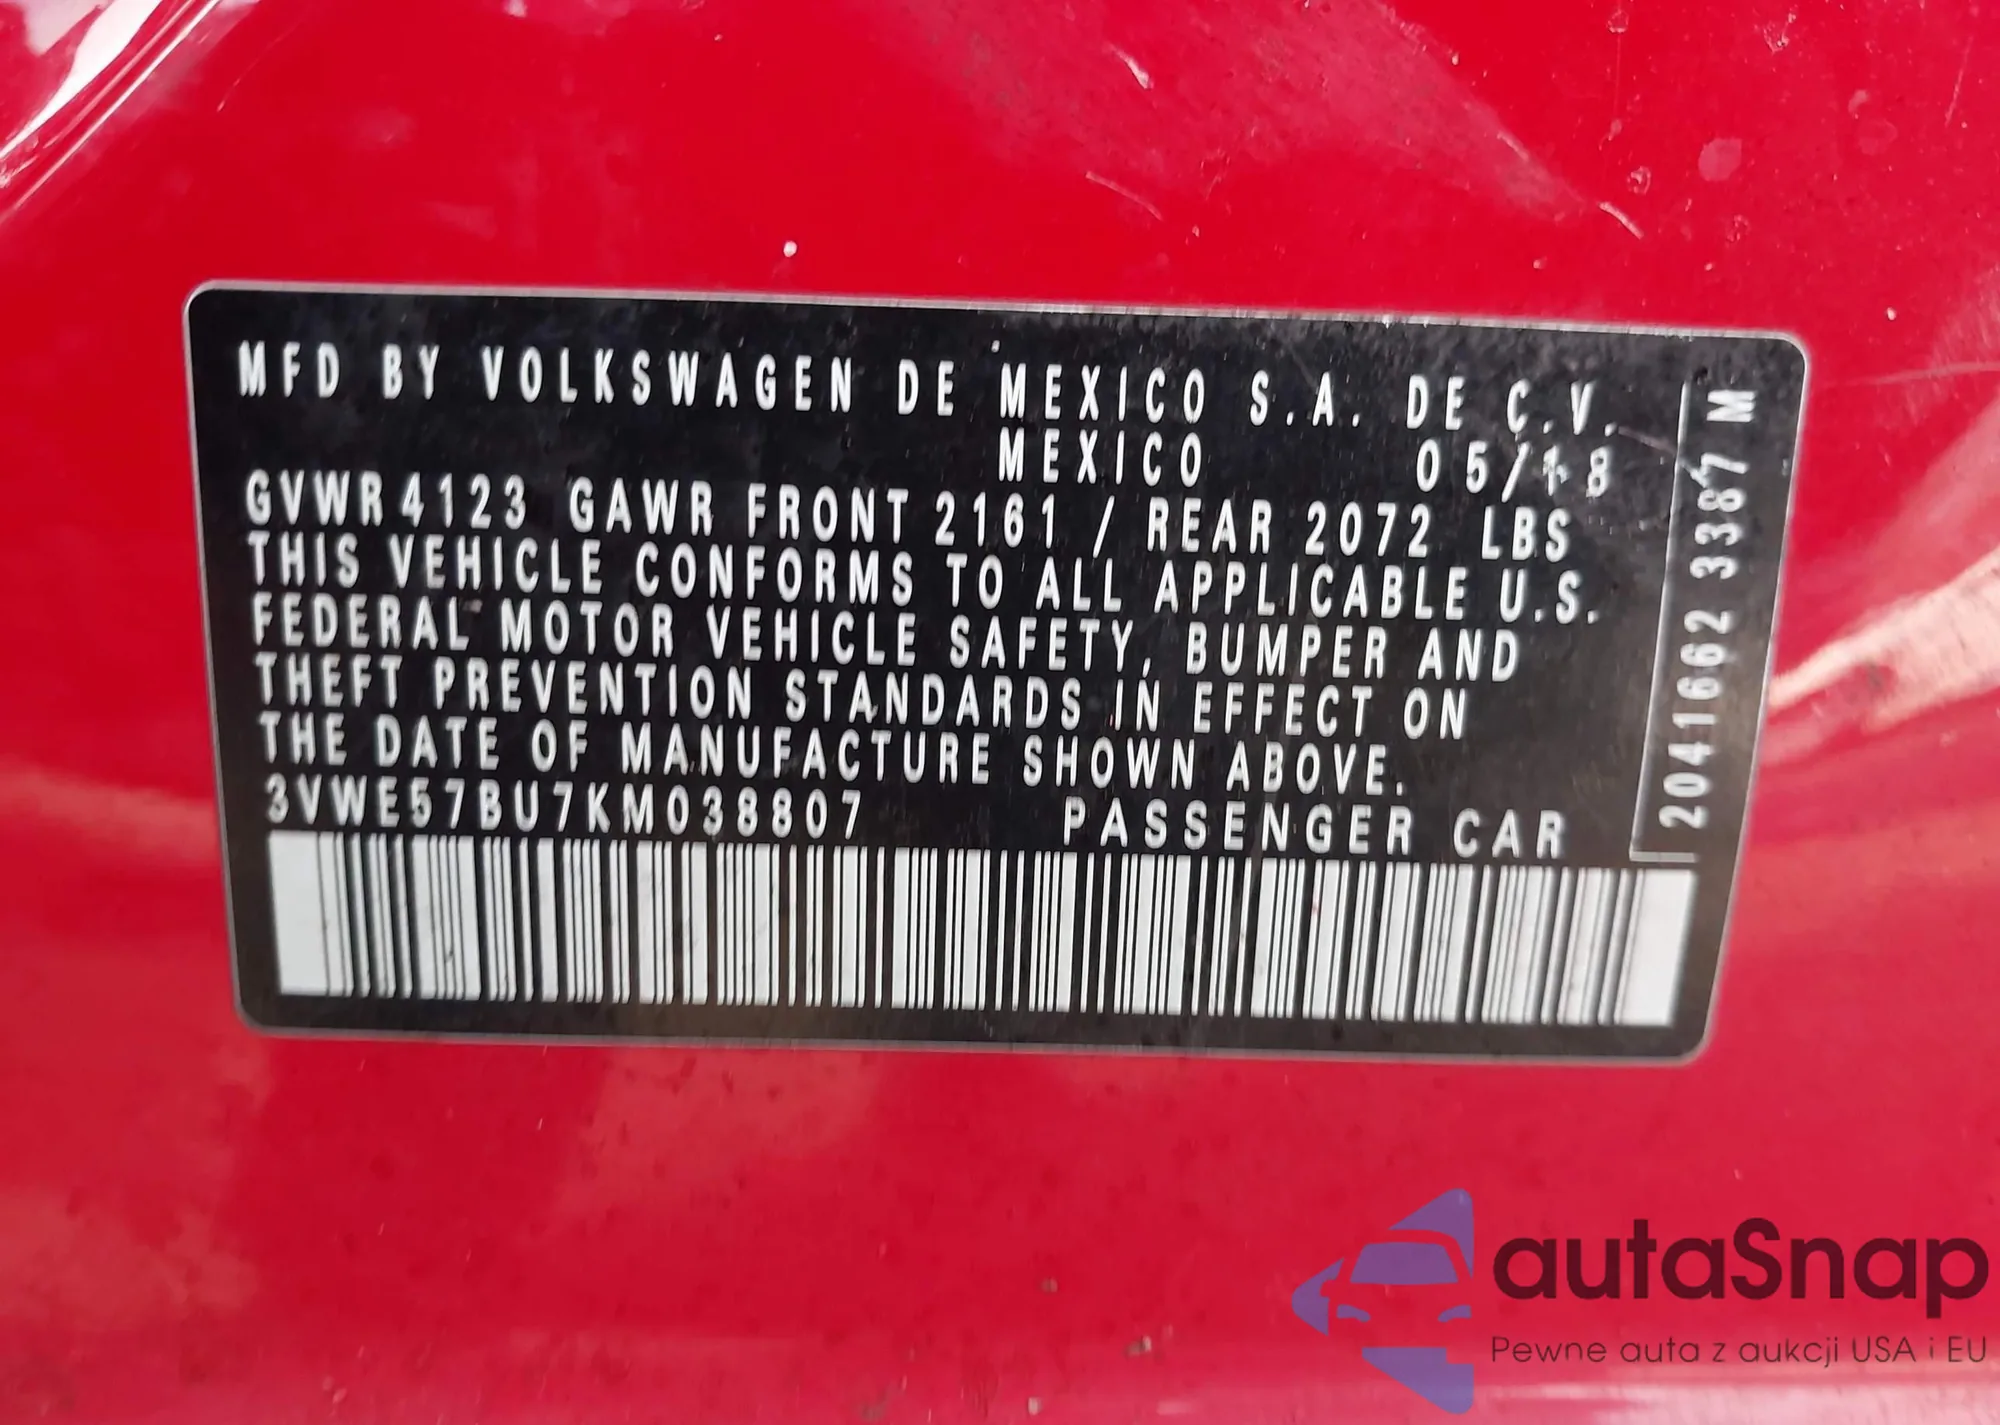 MFD BY VOLKSWAGEN DE MEXICO S.A. DE C.V.
MEXICO 05/18
GVWR 4123 GAWR FRONT 2161 / REAR 2072 LBS
THIS VEHICLE CONFORMS TO ALL APPLICABLE U.S.
FEDERAL MOTOR VEHICLE SAFETY, BUMPER AND
THEFT PREVENTION STANDARDS IN EFFECT ON
THE DATE OF MANUFACTURE SHOWN ABOVE.
3VWE57BU7KM038807 PASSENGER CAR
2041662 3387 M
autaSnap
Pewne auta z aukcji USA i EU